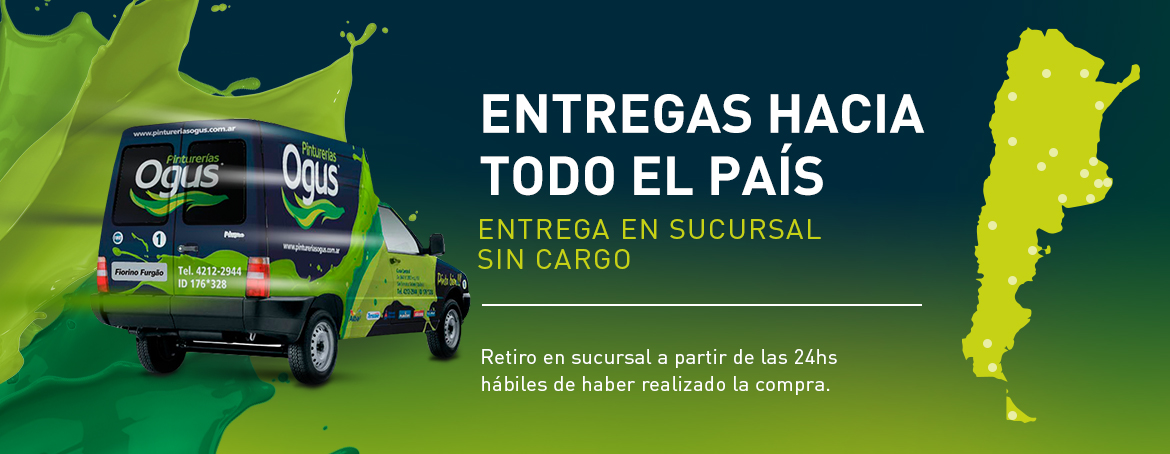 ENTREGAS HACIA
TODO EL PAÍS
ENTREGA EN SUCURSAL
SIN CARGO
Retiro en sucursal a partir de las 24hs
hábiles de haber realizado la compra.
www.pintureriasogus.com.ar
Pinturerías
Ogus
Pinturerías
Ogus
www.pintureriasogus.com.ar
1
Fiorino Furgão
Tel. 4212-2944
ID 176*328